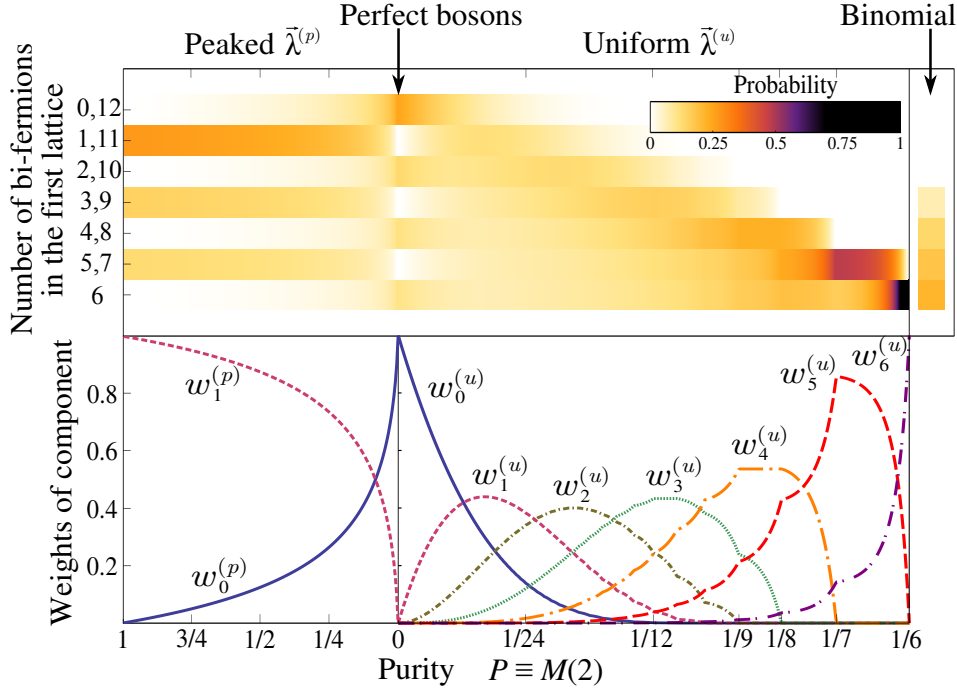 Perfect bosons
Binomial
Peaked λ⃗^(p)
Uniform λ⃗^(u)
Number of bi-fermions
in the first lattice
0,12
1,11
2,10
3,9
4,8
5,7
6
Probability
0 0.25 0.5 0.75 1
Weights of component
0.8
0.6
0.4
0.2
w_1^(p)
w_0^(p)
w_0^(u)
w_1^(u)
w_2^(u)
w_3^(u)
w_4^(u)
w_5^(u)
w_6^(u)
1 3/4 1/2 1/4 0 1/24 1/12 1/9 1/8 1/7 1/6
Purity P ≡ M(2)